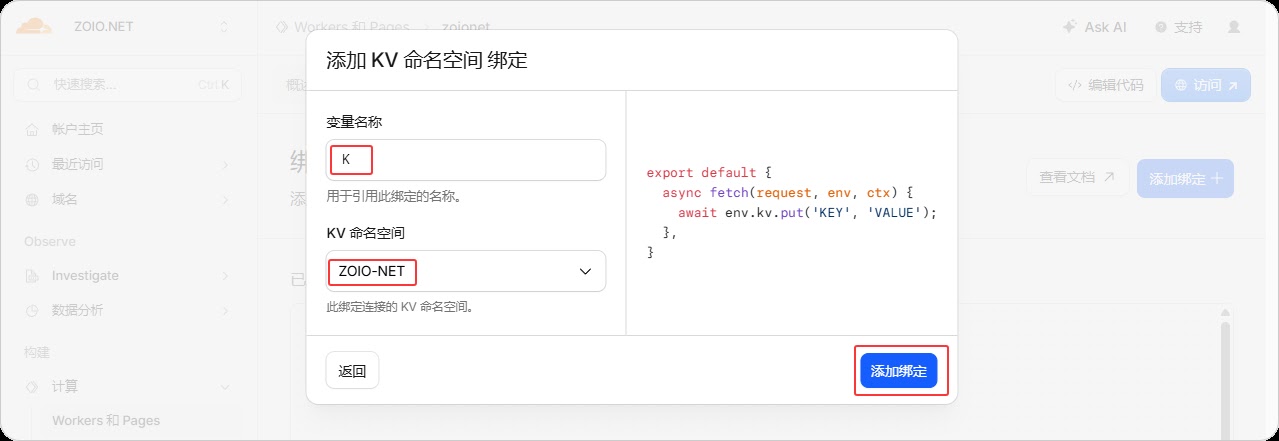 ZOIO.NET
Workers 和 Pages
zoionet
Ask AI
支持
快速搜索...
Ctrl K
编辑代码
访问
帐户主页
最近访问
域名
Observe
Investigate
数据分析
构建
计算
Workers 和 Pages
查看文档
添加绑定
添加 KV 命名空间 绑定
变量名称
K
用于引用此绑定的名称。
KV 命名空间
ZOIO-NET
此绑定连接的 KV 命名空间。
export default {
async fetch(request, env, ctx) {
await env.kv.put('KEY', 'VALUE');
},
}
返回
添加绑定